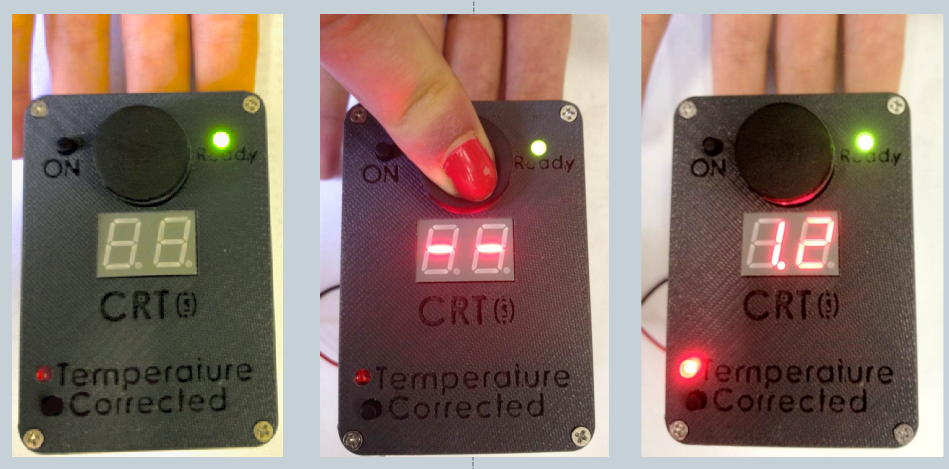 ON
Ready
CRT(s)
Temperature
Corrected
ON
Ready
- -
CRT(s)
Temperature
Corrected
ON
Ready
1.2
CRT(s)
Temperature
Corrected